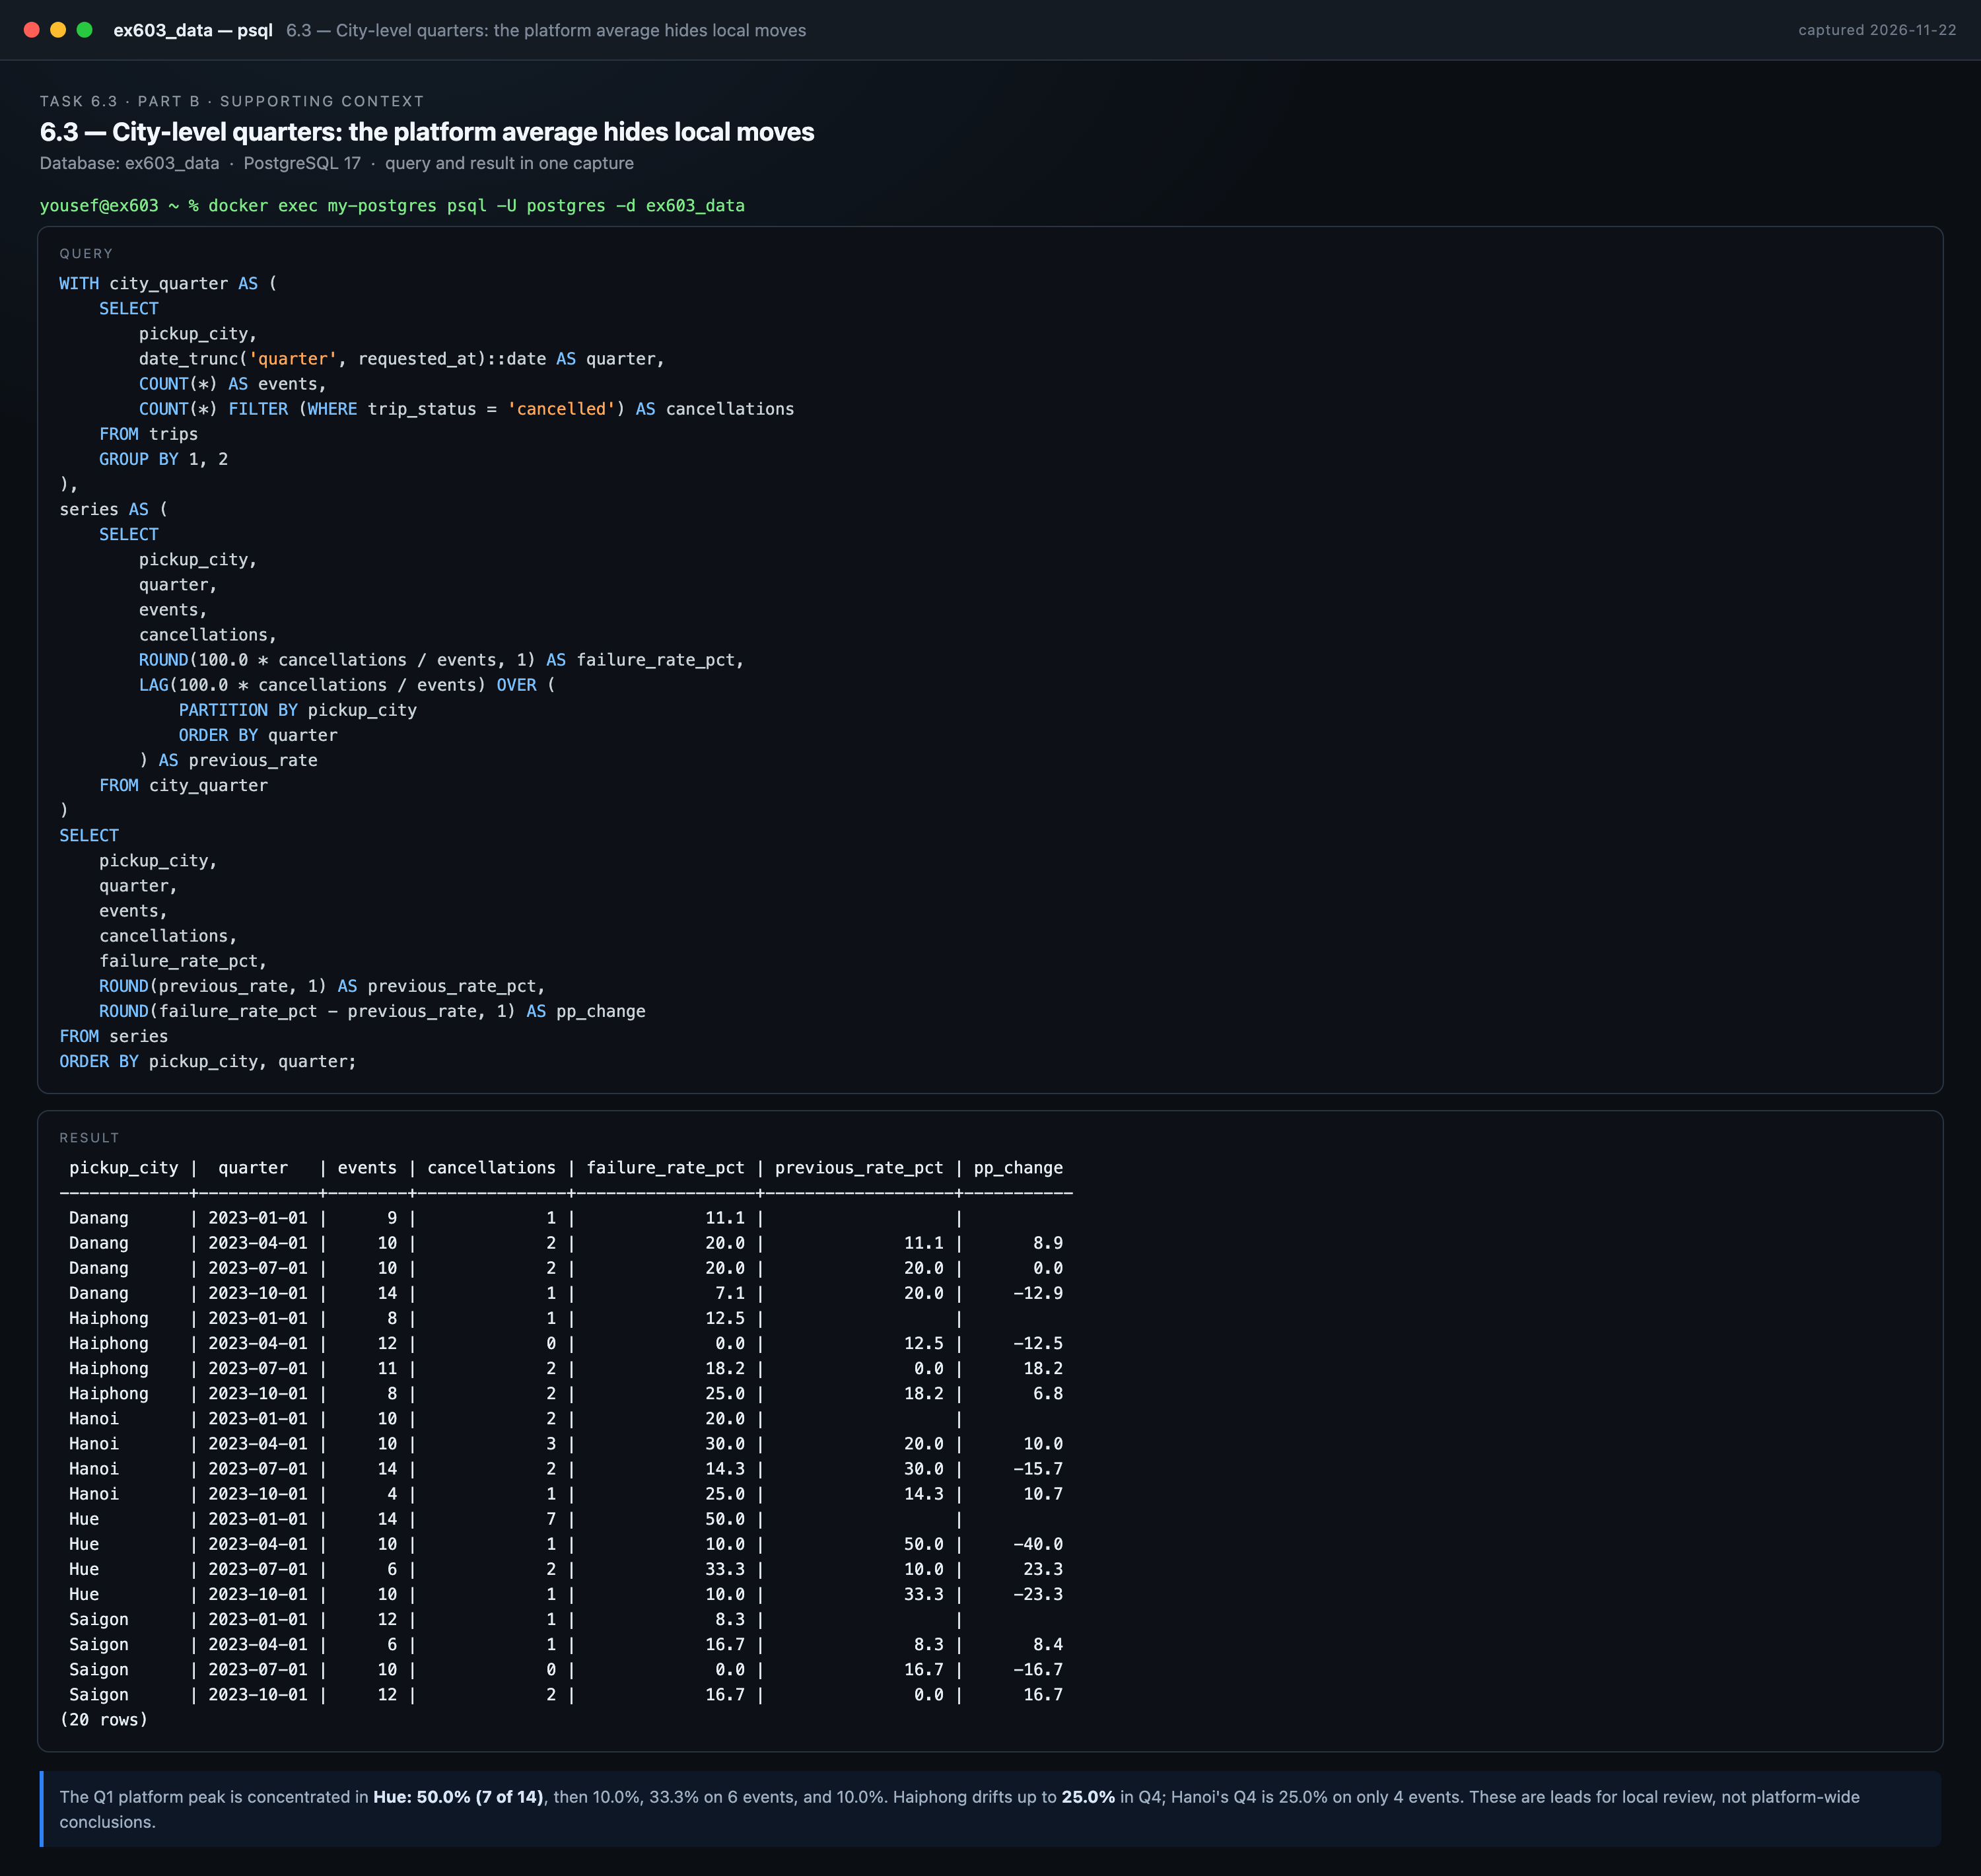 ex603_data — psql 6.3 — City-level quarters: the platform average hides local moves captured 2026-11-22
TASK 6.3 · PART B · SUPPORTING CONTEXT
6.3 — City-level quarters: the platform average hides local moves
Database: ex603_data · PostgreSQL 17 · query and result in one capture
yousef@ex603 ~ % docker exec my-postgres psql -U postgres -d ex603_data
QUERY
WITH city_quarter AS (
    SELECT
        pickup_city,
        date_trunc('quarter', requested_at)::date AS quarter,
        COUNT(*) AS events,
        COUNT(*) FILTER (WHERE trip_status = 'cancelled') AS cancellations
    FROM trips
    GROUP BY 1, 2
),
series AS (
    SELECT
        pickup_city,
        quarter,
        events,
        cancellations,
        ROUND(100.0 * cancellations / events, 1) AS failure_rate_pct,
        LAG(100.0 * cancellations / events) OVER (
            PARTITION BY pickup_city
            ORDER BY quarter
        ) AS previous_rate
    FROM city_quarter
)
SELECT
    pickup_city,
    quarter,
    events,
    cancellations,
    failure_rate_pct,
    ROUND(previous_rate, 1) AS previous_rate_pct,
    ROUND(failure_rate_pct - previous_rate, 1) AS pp_change
FROM series
ORDER BY pickup_city, quarter;
RESULT
 pickup_city |  quarter   | events | cancellations | failure_rate_pct | previous_rate_pct | pp_change
-------------+------------+--------+---------------+------------------+-------------------+-----------
 Danang      | 2023-01-01 |      9 |             1 |             11.1 |                   |
 Danang      | 2023-04-01 |     10 |             2 |             20.0 |              11.1 |       8.9
 Danang      | 2023-07-01 |     10 |             2 |             20.0 |              20.0 |       0.0
 Danang      | 2023-10-01 |     14 |             1 |              7.1 |              20.0 |     -12.9
 Haiphong    | 2023-01-01 |      8 |             1 |             12.5 |                   |
 Haiphong    | 2023-04-01 |     12 |             0 |              0.0 |              12.5 |     -12.5
 Haiphong    | 2023-07-01 |     11 |             2 |             18.2 |               0.0 |      18.2
 Haiphong    | 2023-10-01 |      8 |             2 |             25.0 |              18.2 |       6.8
 Hanoi       | 2023-01-01 |     10 |             2 |             20.0 |                   |
 Hanoi       | 2023-04-01 |     10 |             3 |             30.0 |              20.0 |      10.0
 Hanoi       | 2023-07-01 |     14 |             2 |             14.3 |              30.0 |     -15.7
 Hanoi       | 2023-10-01 |      4 |             1 |             25.0 |              14.3 |      10.7
 Hue         | 2023-01-01 |     14 |             7 |             50.0 |                   |
 Hue         | 2023-04-01 |     10 |             1 |             10.0 |              50.0 |     -40.0
 Hue         | 2023-07-01 |      6 |             2 |             33.3 |              10.0 |      23.3
 Hue         | 2023-10-01 |     10 |             1 |             10.0 |              33.3 |     -23.3
 Saigon      | 2023-01-01 |     12 |             1 |              8.3 |                   |
 Saigon      | 2023-04-01 |      6 |             1 |             16.7 |               8.3 |       8.4
 Saigon      | 2023-07-01 |     10 |             0 |              0.0 |              16.7 |     -16.7
 Saigon      | 2023-10-01 |     12 |             2 |             16.7 |               0.0 |      16.7
(20 rows)
The Q1 platform peak is concentrated in Hue: 50.0% (7 of 14), then 10.0%, 33.3% on 6 events, and 10.0%. Haiphong drifts up to 25.0% in Q4; Hanoi's Q4 is 25.0% on only 4 events. These are leads for local review, not platform-wide
conclusions.